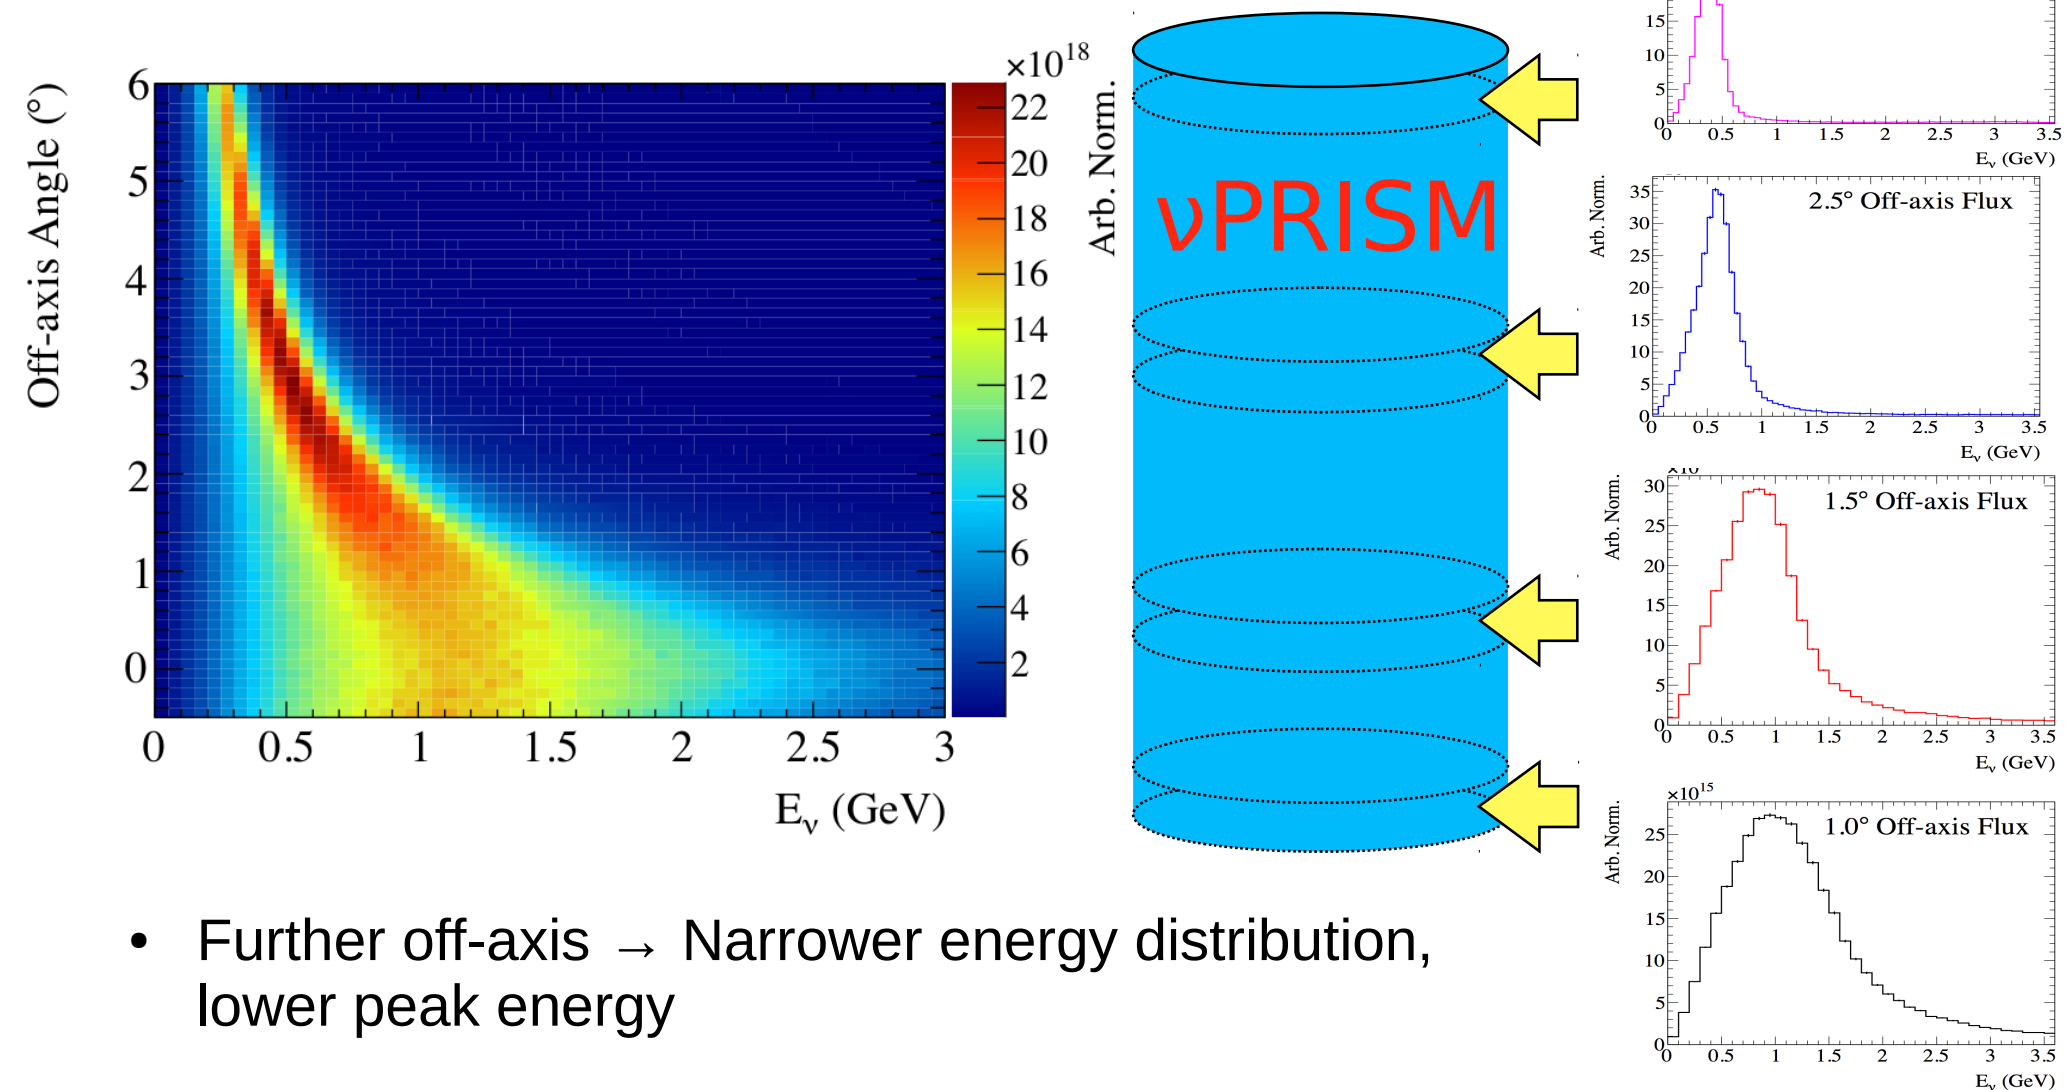 Off-axis Angle (°)
6
5
4
3
2
1
0
0 0.5 1 1.5 2 2.5 3
Eν (GeV)
×10¹⁸
22
20
18
16
14
12
10
8
6
4
2
Arb. Norm.
νPRISM
15
10
5
0
0 0.5 1 1.5 2 2.5 3 3.5
Eν (GeV)
2.5° Off-axis Flux
Arb. Norm.
35
30
25
20
15
10
5
0
0 0.5 1 1.5 2 2.5 3 3.5
Eν (GeV)
1.5° Off-axis Flux
Arb. Norm.
30
25
20
15
10
5
0
0 0.5 1 1.5 2 2.5 3 3.5
Eν (GeV)
×10¹⁵
1.0° Off-axis Flux
Arb. Norm.
25
20
15
10
5
0
0 0.5 1 1.5 2 2.5 3 3.5
Eν (GeV)
• Further off-axis → Narrower energy distribution,
lower peak energy